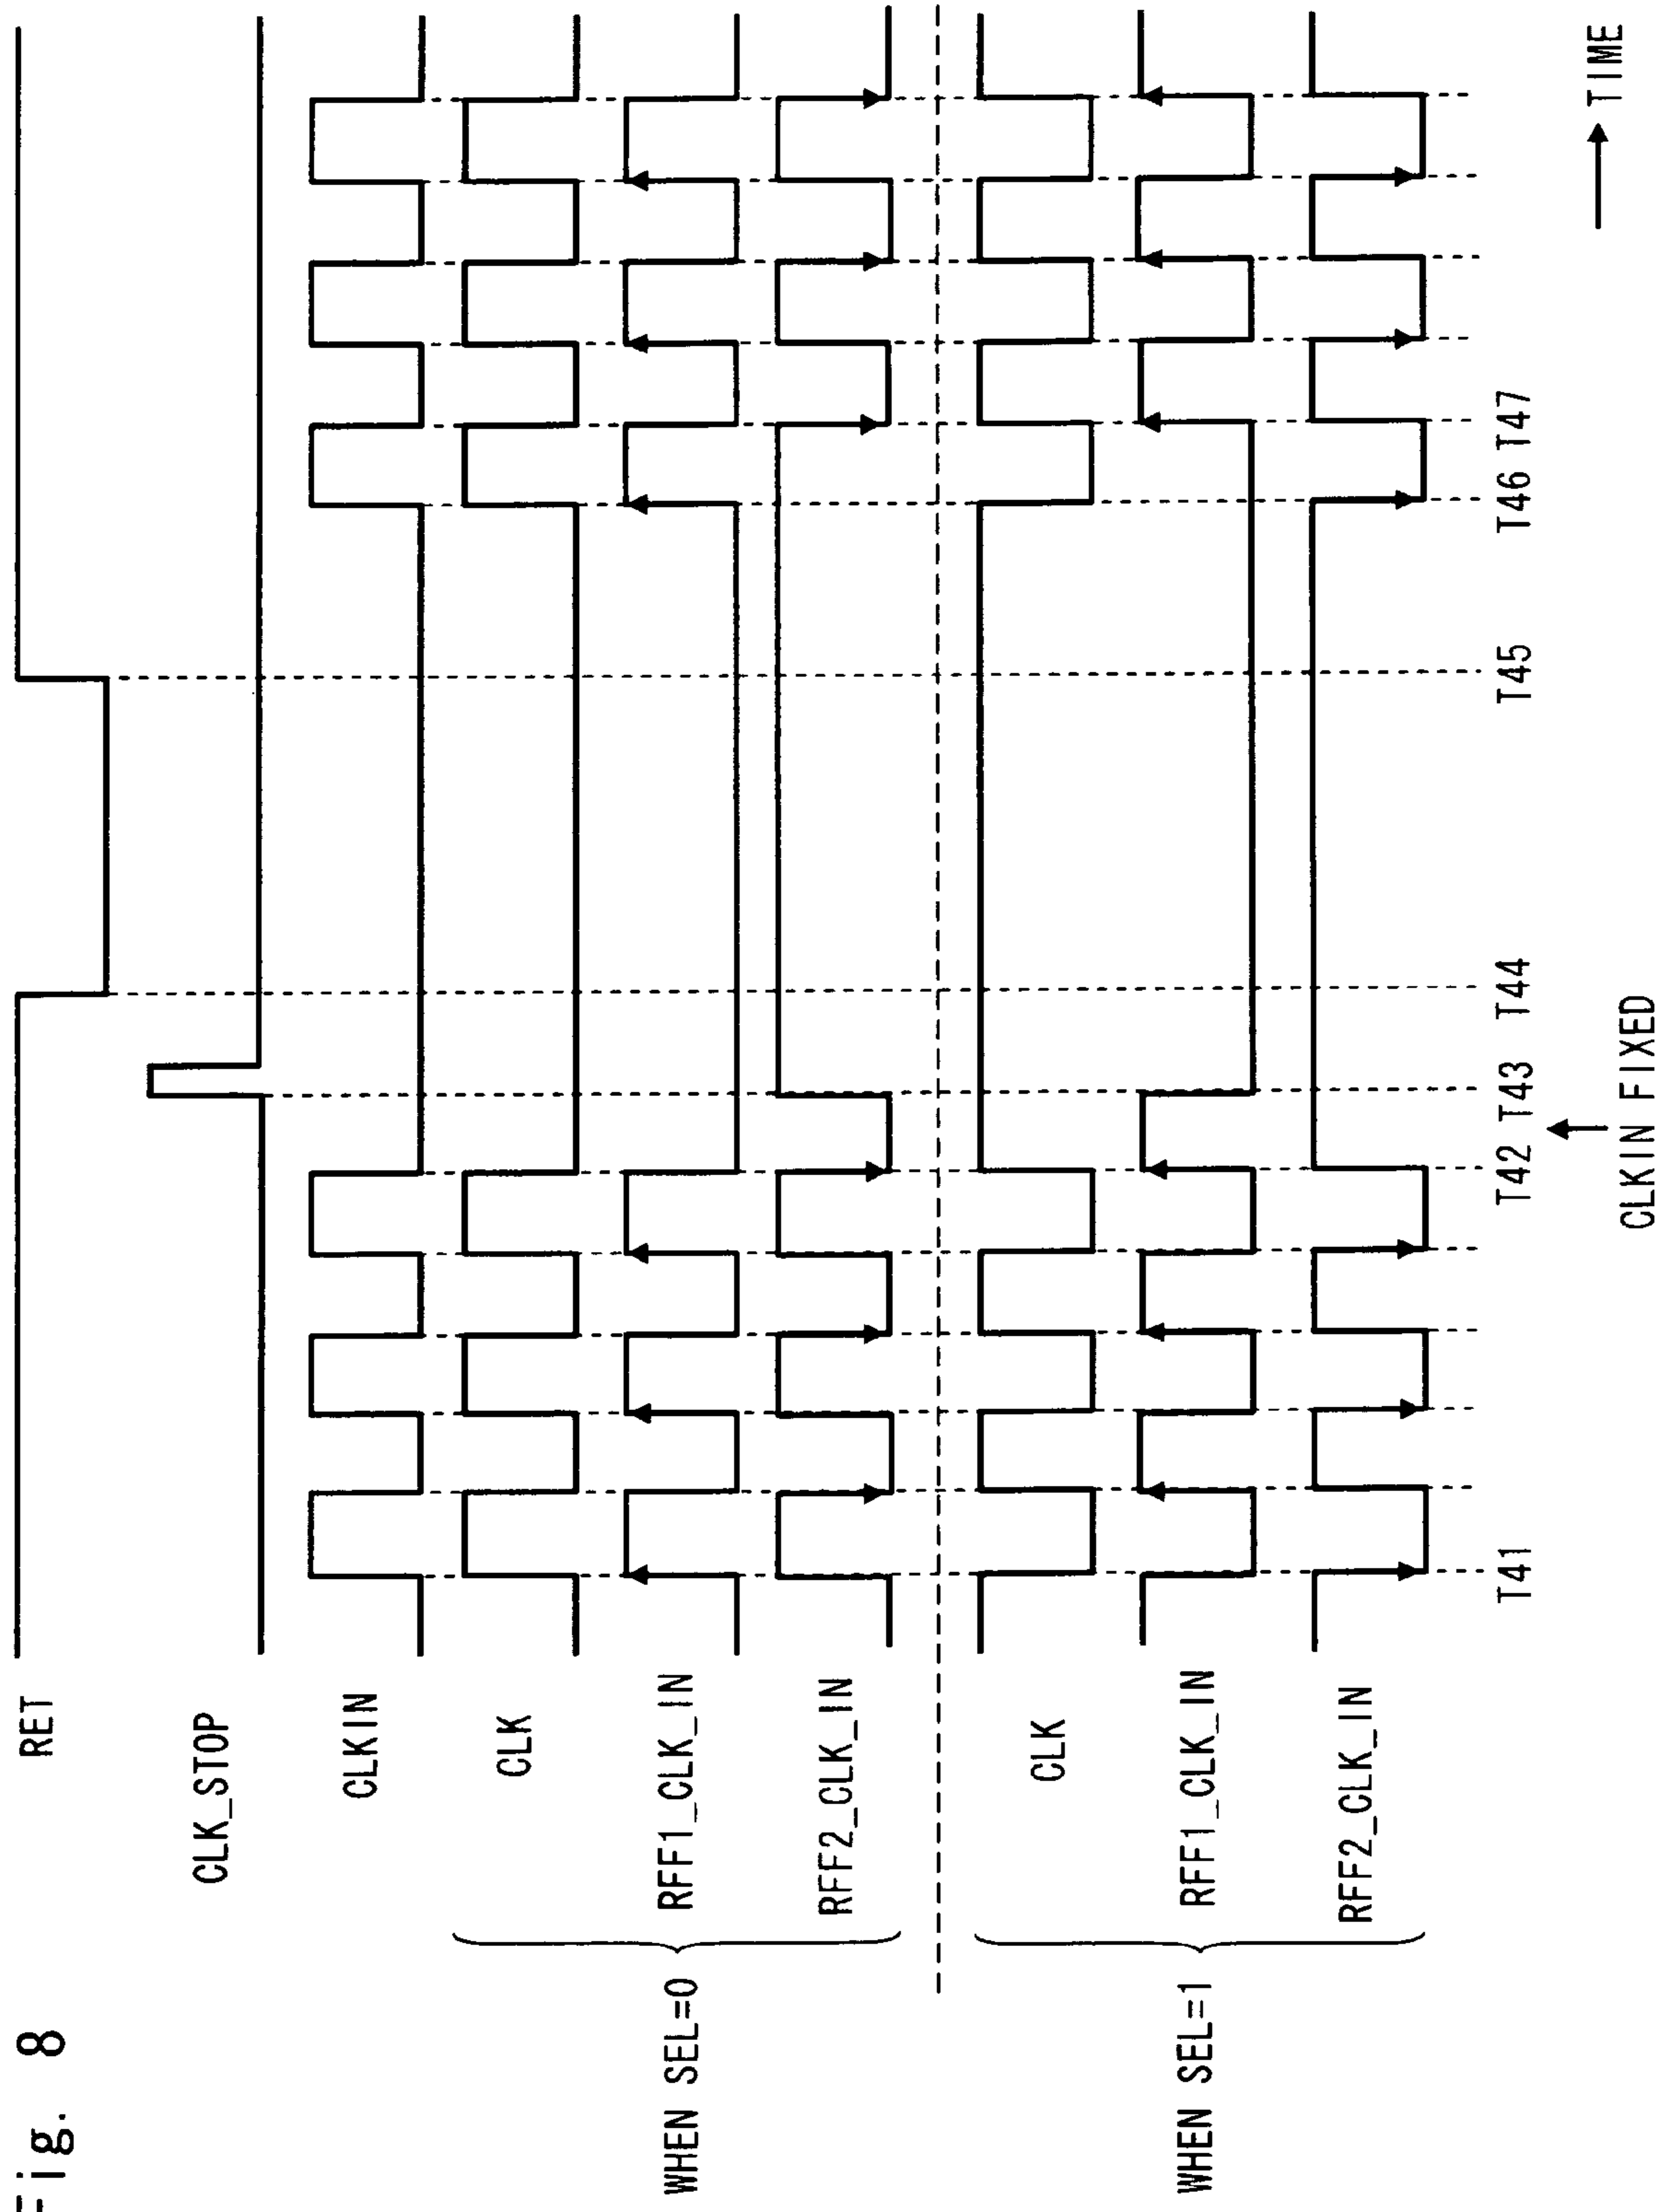 Fig. 8
RET
CLK_STOP
CLKIN
WHEN SEL=0
CLK
RFF1_CLK_IN
RFF2_CLK_IN
WHEN SEL=1
CLK
RFF1_CLK_IN
RFF2_CLK_IN
T41 T42 T43 T44 T45 T46 T47
CLKIN FIXED
TIME